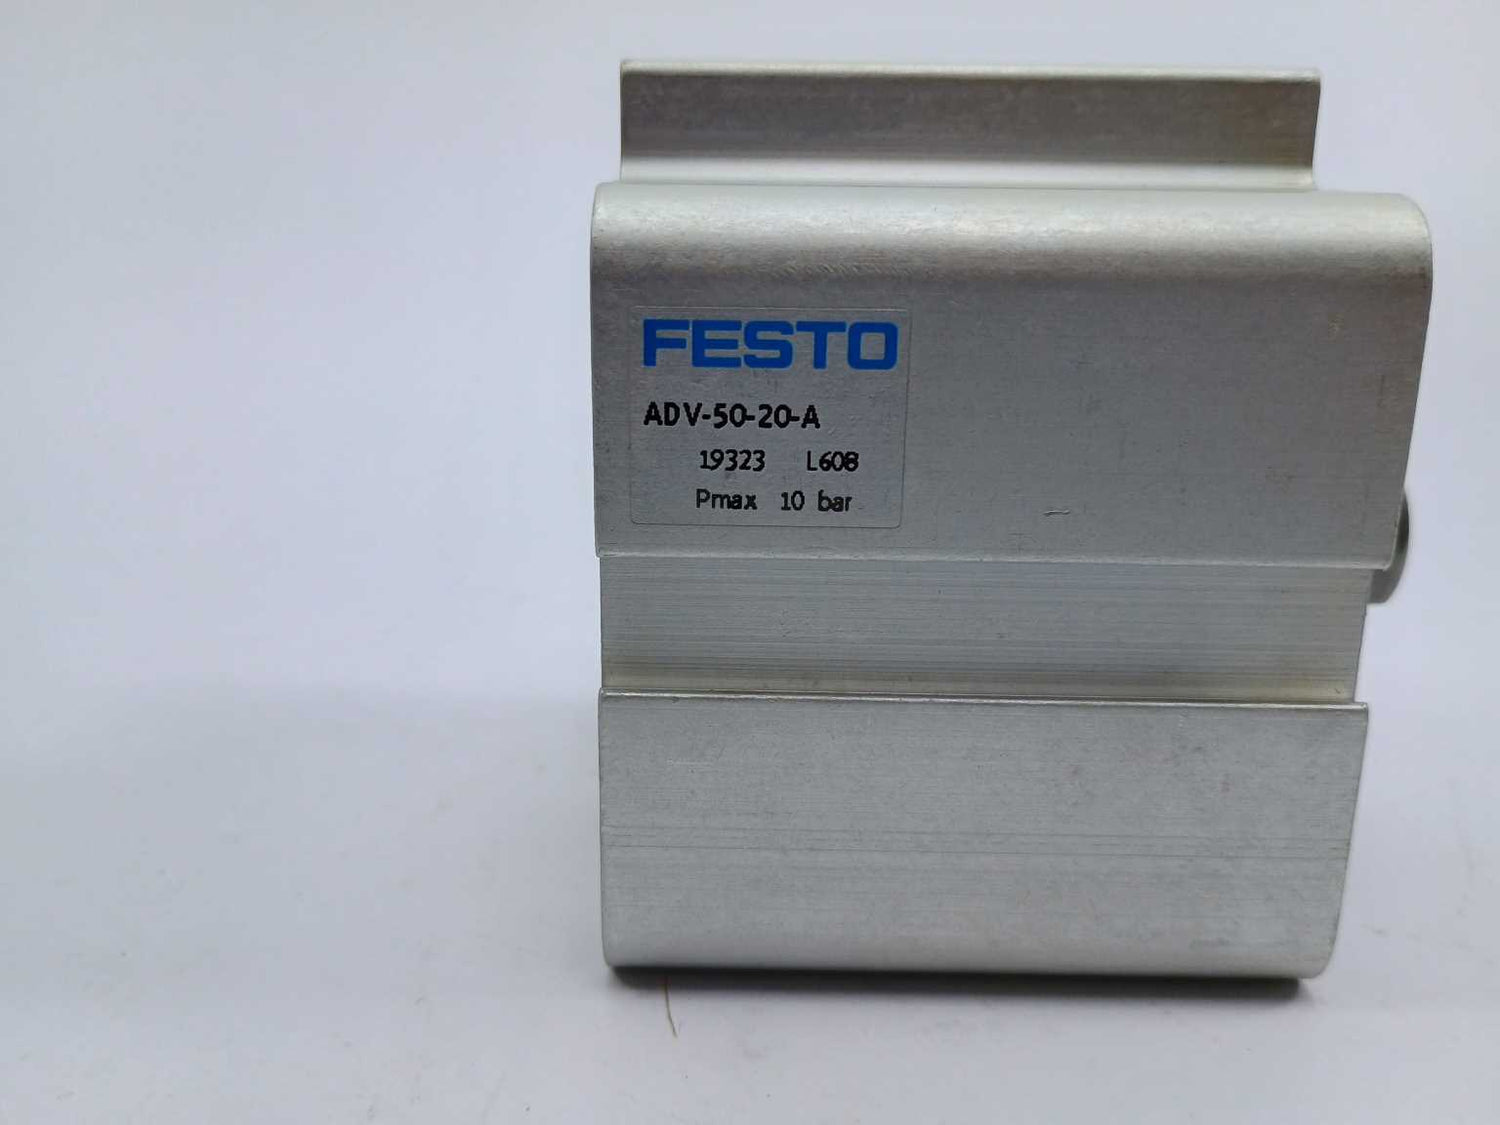 FESTO
ADV-50-20-A
19323 L608
Pmax 10 bar